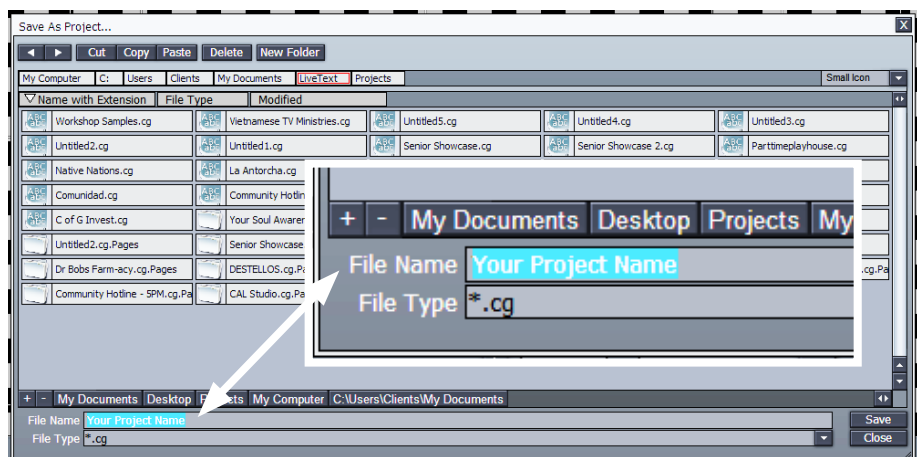 Save As Project... X
Cut Copy Paste Delete New Folder
My Computer C: Users Clients My Documents LiveText Projects Small Icon
Name with Extension File Type Modified
Workshop Samples.cg Vietnamese TV Ministries.cg Untitled5.cg Untitled4.cg Untitled3.cg
Untitled2.cg Untitled1.cg Senior Showcase.cg Senior Showcase 2.cg Parttimeplayhouse.cg
Native Nations.cg La Antorcha.cg
Comunidad.cg Community Hotlin
C of G Invest.cg Your Soul Awaren
Untitled2.cg.Pages Senior Showcase
Dr Bobs Farm-acy.cg.Pages DESTELLOS.cg.Pa .cg.Pa
Community Hotline - 5PM.cg.Pa CAL Studio.cg.Pa
+ - My Documents Desktop Projects My
File Name Your Project Name
File Type *.cg
+ - My Documents Desktop Pr cts My Computer C:\Users\Clients\My Documents
File Name Your Project Name Save
File Type *.cg Close